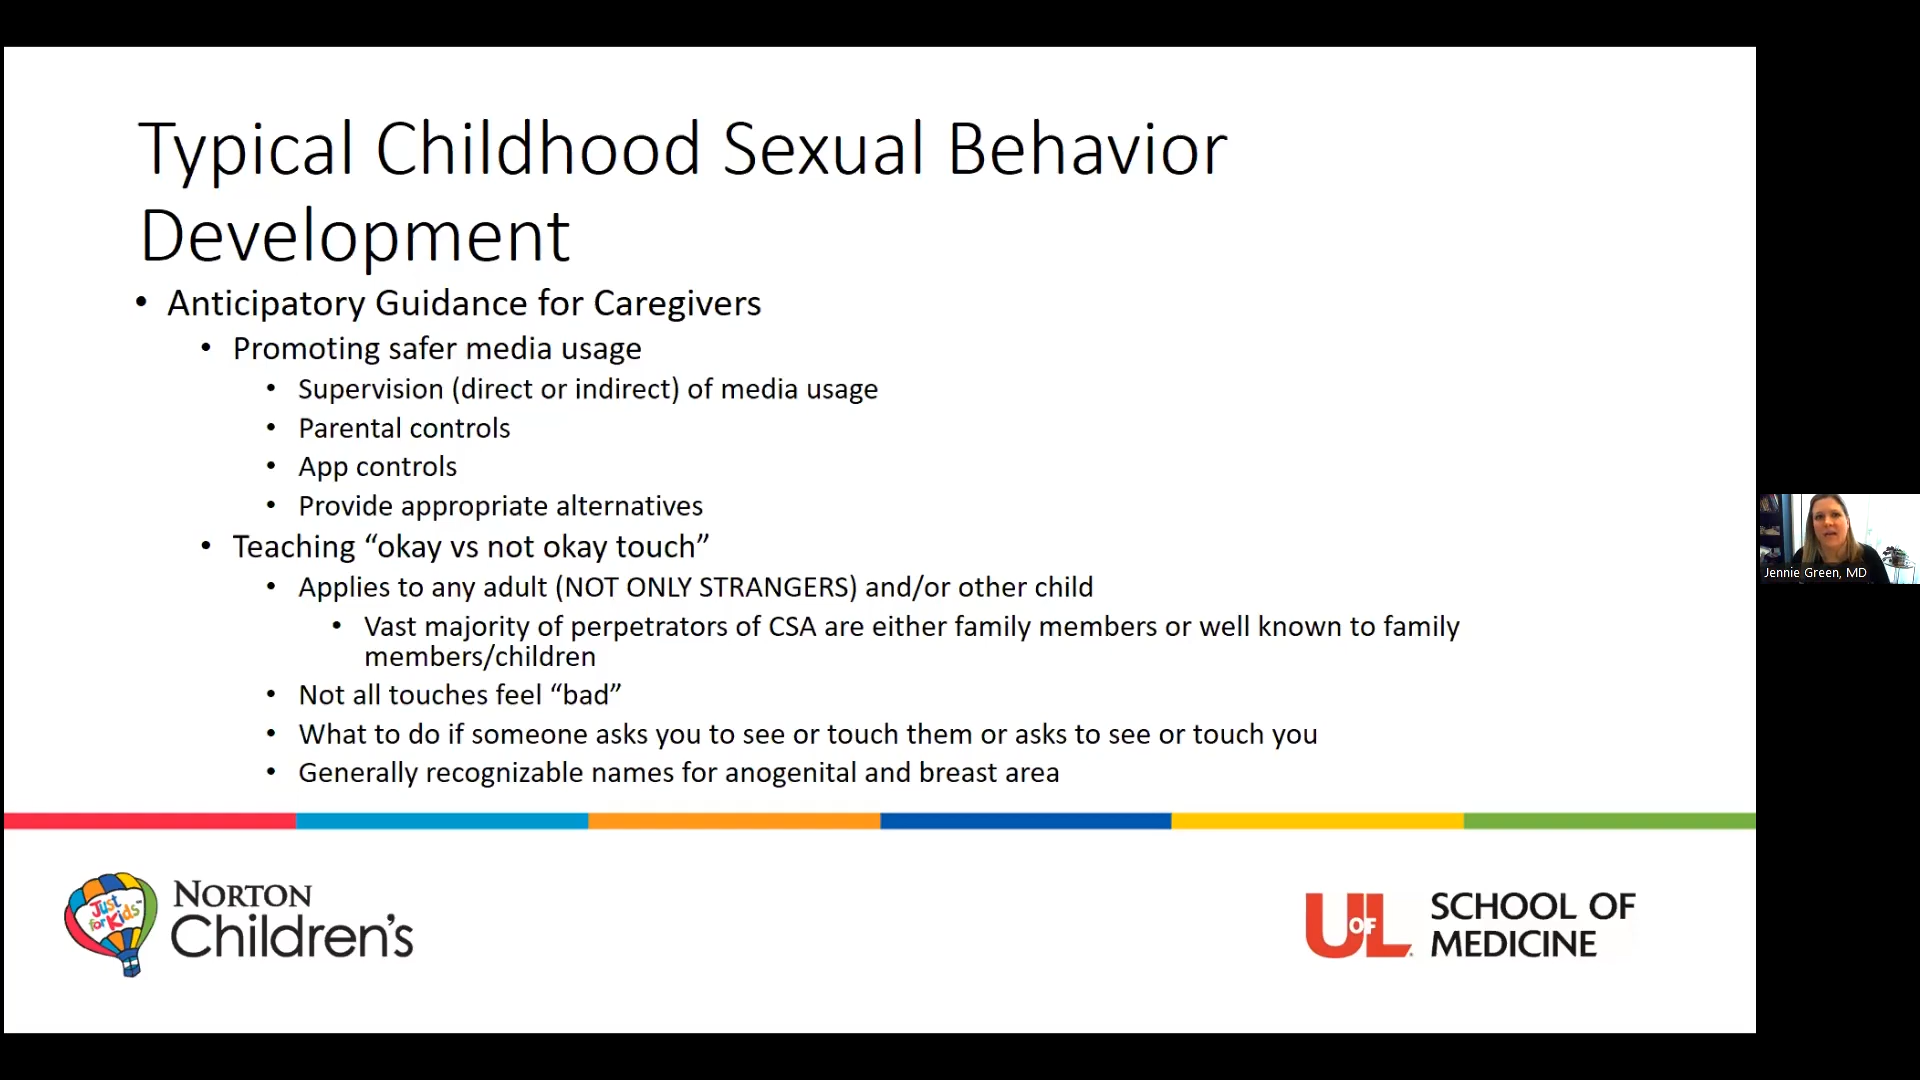 Typical Childhood Sexual Behavior
Development
• Anticipatory Guidance for Caregivers
• Promoting safer media usage
• Supervision (direct or indirect) of media usage
• Parental controls
• App controls
• Provide appropriate alternatives
• Teaching “okay vs not okay touch”
• Applies to any adult (NOT ONLY STRANGERS) and/or other child
• Vast majority of perpetrators of CSA are either family members or well known to family
members/children
• Not all touches feel “bad”
• What to do if someone asks you to see or touch them or asks to see or touch you
• Generally recognizable names for anogenital and breast area
Jennie Green, MD
Just
for Kids™
NORTON
Children's
UOFL
SCHOOL OF
MEDICINE